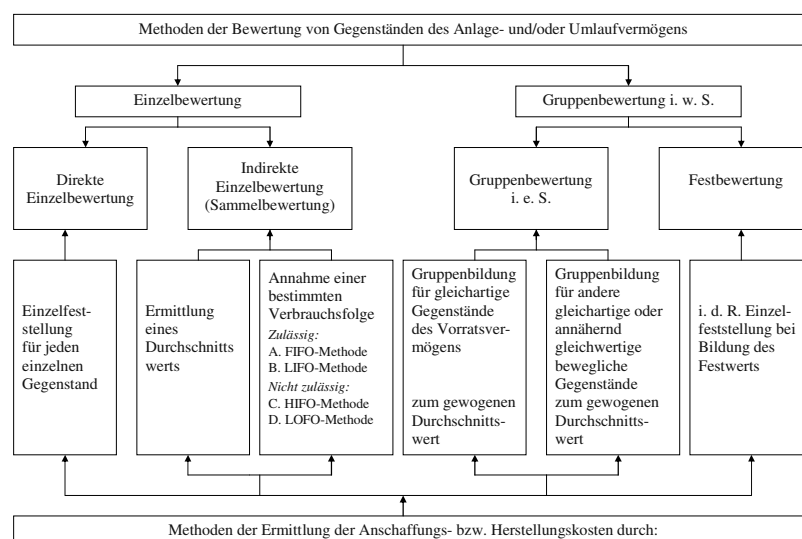 Methoden der Bewertung von Gegenständen des Anlage- und/oder Umlaufvermögens
Einzelbewertung
Gruppenbewertung i. w. S.
Direkte
Einzelbewertung
Indirekte
Einzelbewertung
(Sammelbewertung)
Gruppenbewertung
i. e. S.
Festbewertung
Einzelfest-
stellung
für jeden
einzelnen
Gegenstand
Ermittlung
eines
Durchschnitts
werts
Annahme einer
bestimmten
Verbrauchsfolge
Zulässig:
A. FIFO-Methode
B. LIFO-Methode
Nicht zulässig:
C. HIFO-Methode
D. LOFO-Methode
Gruppenbildung
für gleichartige
Gegenstände
des Vorratsver-
mögens
zum gewogenen
Durchschnitts-
wert
Gruppenbildung
für andere
gleichartige oder
annähernd
gleichwertige
bewegliche
Gegenstände
zum gewogenen
Durchschnitts-
wert
i. d. R. Einzel-
feststellung bei
Bildung des
Festwerts
Methoden der Ermittlung der Anschaffungs- bzw. Herstellungskosten durch: